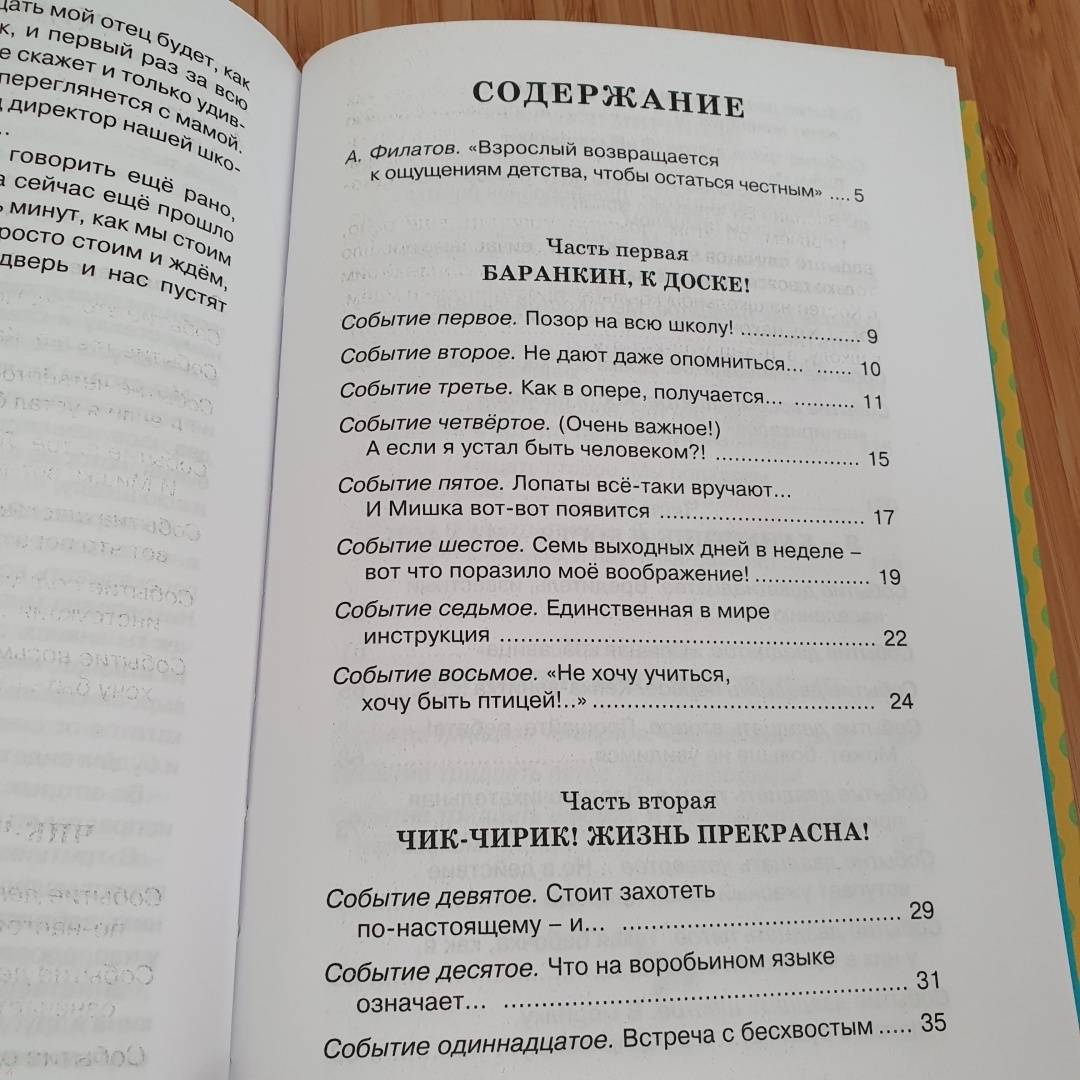 дать мой отец будет, как
к, и первый раз за всю
е скажет и только удив-
переглянется с мамой.
директор нашей шко-
..
говорить ещё рано,
а сейчас ещё прошло
ь минут, как мы стоим
росто стоим и ждём,
дверь и нас пустят
СОДЕРЖАНИЕ
А. Филатов. «Взрослый возвращается
к ощущениям детства, чтобы остаться честным» .... 5
Часть первая
БАРАНКИН, К ДОСКЕ!
Событие первое. Позор на всю школу! .................... 9
Событие второе. Не дают даже опомниться... ...... 10
Событие третье. Как в опере, получается... .......... 11
Событие четвёртое. (Очень важное!)
А если я устал быть человеком?! ....................... 15
Событие пятое. Лопаты всё-таки вручают...
И Мишка вот-вот появится ............................ 17
Событие шестое. Семь выходных дней в неделе –
вот что поразило моё воображение! ................ 19
Событие седьмое. Единственная в мире
инструкция ..................................................... 22
Событие восьмое. «Не хочу учиться,
хочу быть птицей!..» ....................................... 24
Часть вторая
ЧИК-ЧИРИК! ЖИЗНЬ ПРЕКРАСНА!
Событие девятое. Стоит захотеть
по-настоящему – и... ..................................... 29
Событие десятое. Что на воробьином языке
означает... ..................................................... 31
Событие одиннадцатое. Встреча с бесхвостым ..... 35